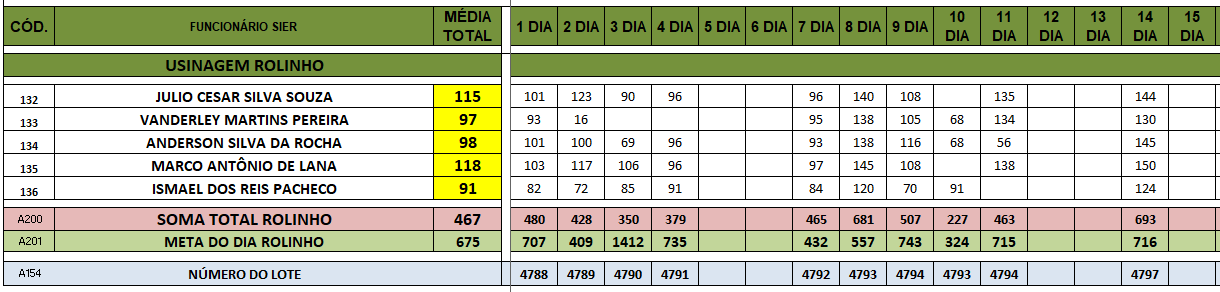 CÓD. FUNCIONÁRIO SIER MÉDIA TOTAL 1 DIA 2 DIA 3 DIA 4 DIA 5 DIA 6 DIA 7 DIA 8 DIA 9 DIA 10 DIA 11 DIA 12 DIA 13 DIA 14 DIA 15 DIA
USINAGEM ROLINHO
132 JULIO CESAR SILVA SOUZA 115 101 123 90 96 96 140 108 135 144
133 VANDERLEY MARTINS PEREIRA 97 93 16 95 138 105 68 134 130
134 ANDERSON SILVA DA ROCHA 98 101 100 69 96 93 138 116 68 56 145
135 MARCO ANTÔNIO DE LANA 118 103 117 106 96 97 145 108 138 150
136 ISMAEL DOS REIS PACHECO 91 82 72 85 91 84 120 70 91 124
A200 SOMA TOTAL ROLINHO 467 480 428 350 379 465 681 507 227 463 693
A201 META DO DIA ROLINHO 675 707 409 1412 735 432 557 743 324 715 716
A154 NÚMERO DO LOTE 4788 4789 4790 4791 4792 4793 4794 4793 4794 4797